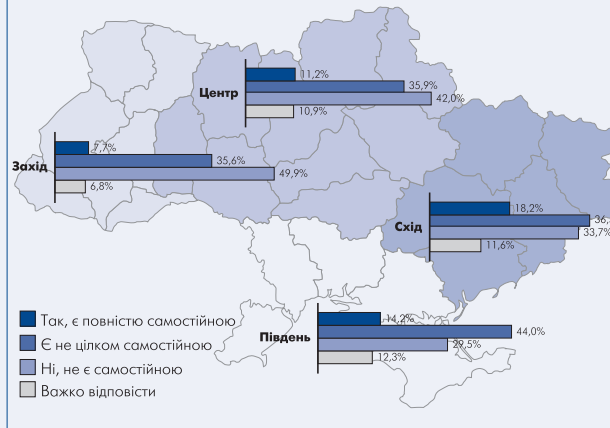 Центр
11,2%
35,9%
42,0%
10,9%
Захід
7,7%
35,6%
49,9%
6,8%
Схід
18,2%
36,
33,7%
11,6%
Південь
14,2%
44,0%
29,5%
12,3%
Так, є повністю самостійною
Є не цілком самостійною
Ні, не є самостійною
Важко відповісти